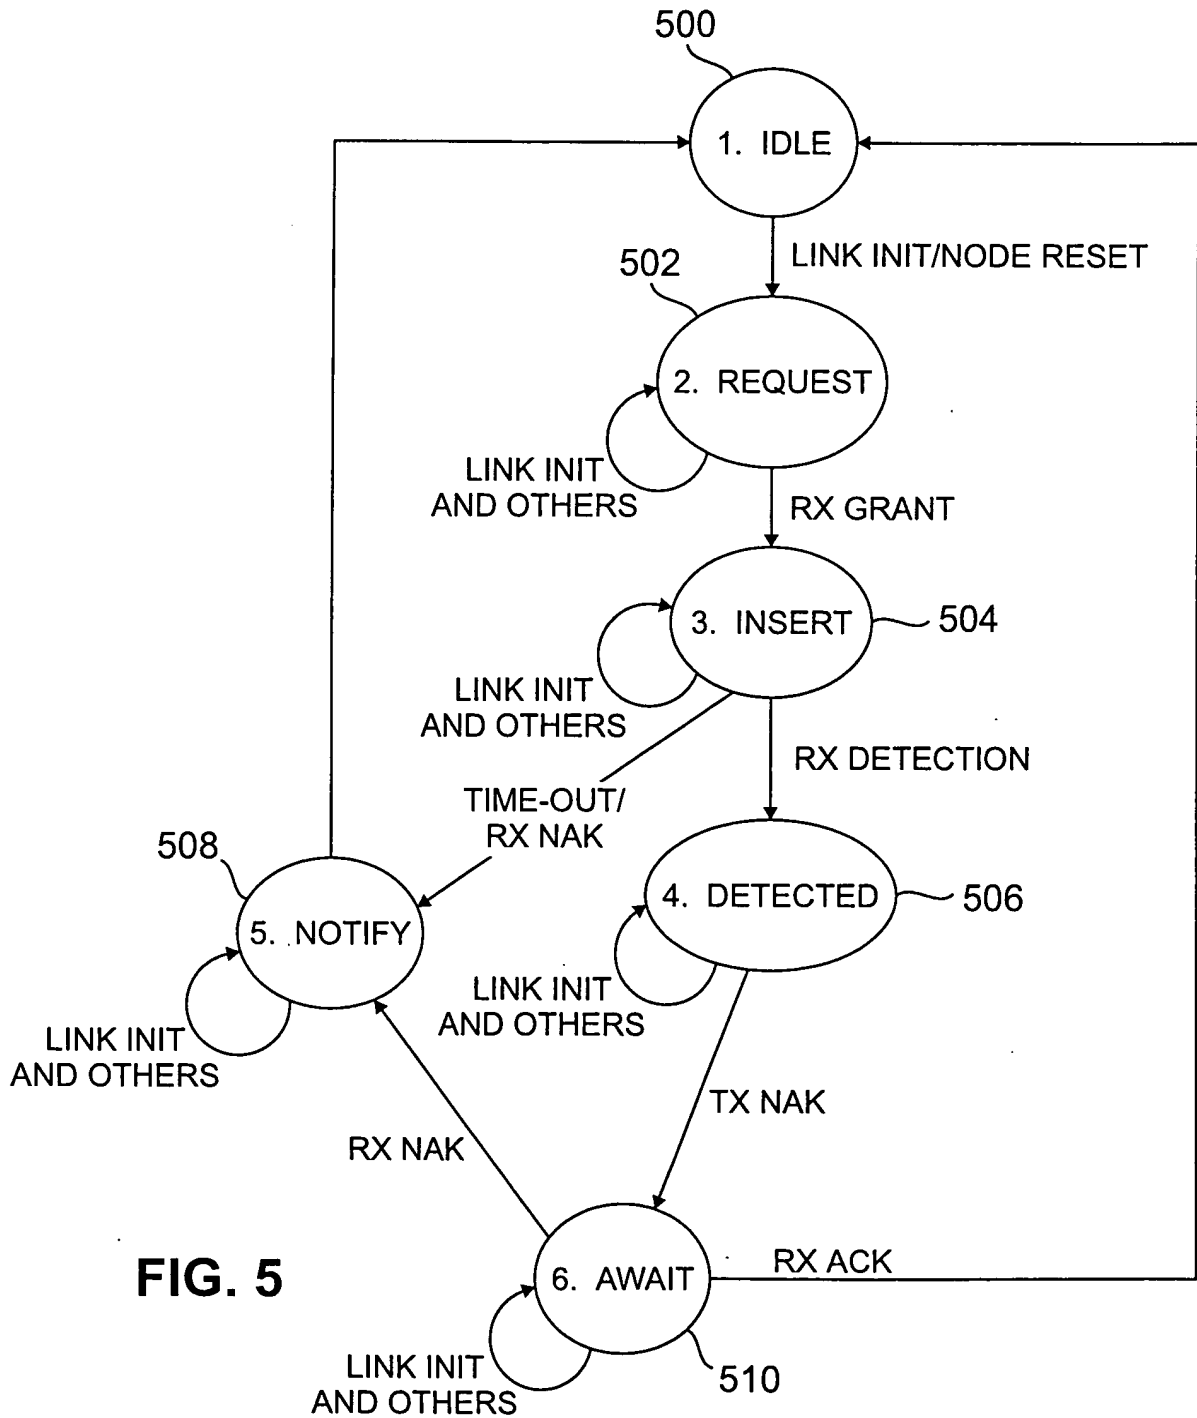 500
1. IDLE
LINK INIT/NODE RESET
502
2. REQUEST
LINK INIT
AND OTHERS
RX GRANT
3. INSERT
504
LINK INIT
AND OTHERS
RX DETECTION
TIME-OUT/
RX NAK
508
4. DETECTED
506
5. NOTIFY
LINK INIT
AND OTHERS
LINK INIT
AND OTHERS
TX NAK
RX NAK
FIG. 5
6. AWAIT
RX ACK
LINK INIT
AND OTHERS
510